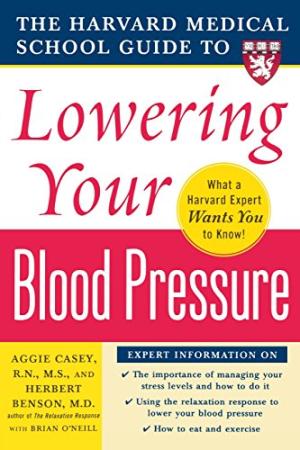 THE HARVARD MEDICAL
SCHOOL GUIDE TO
Lowering
Your
What a
Harvard Expert
Wants You
to Know!
Blood Pressure
AGGIE CASEY,
R.N., M.S., AND
HERBERT
BENSON, M.D.
author of The Relaxation Response
WITH BRIAN O'NEILL
EXPERT INFORMATION ON
✓ The importance of managing your
stress levels and how to do it
✓ Using the relaxation response to
lower your blood pressure
✓ How to eat and exercise